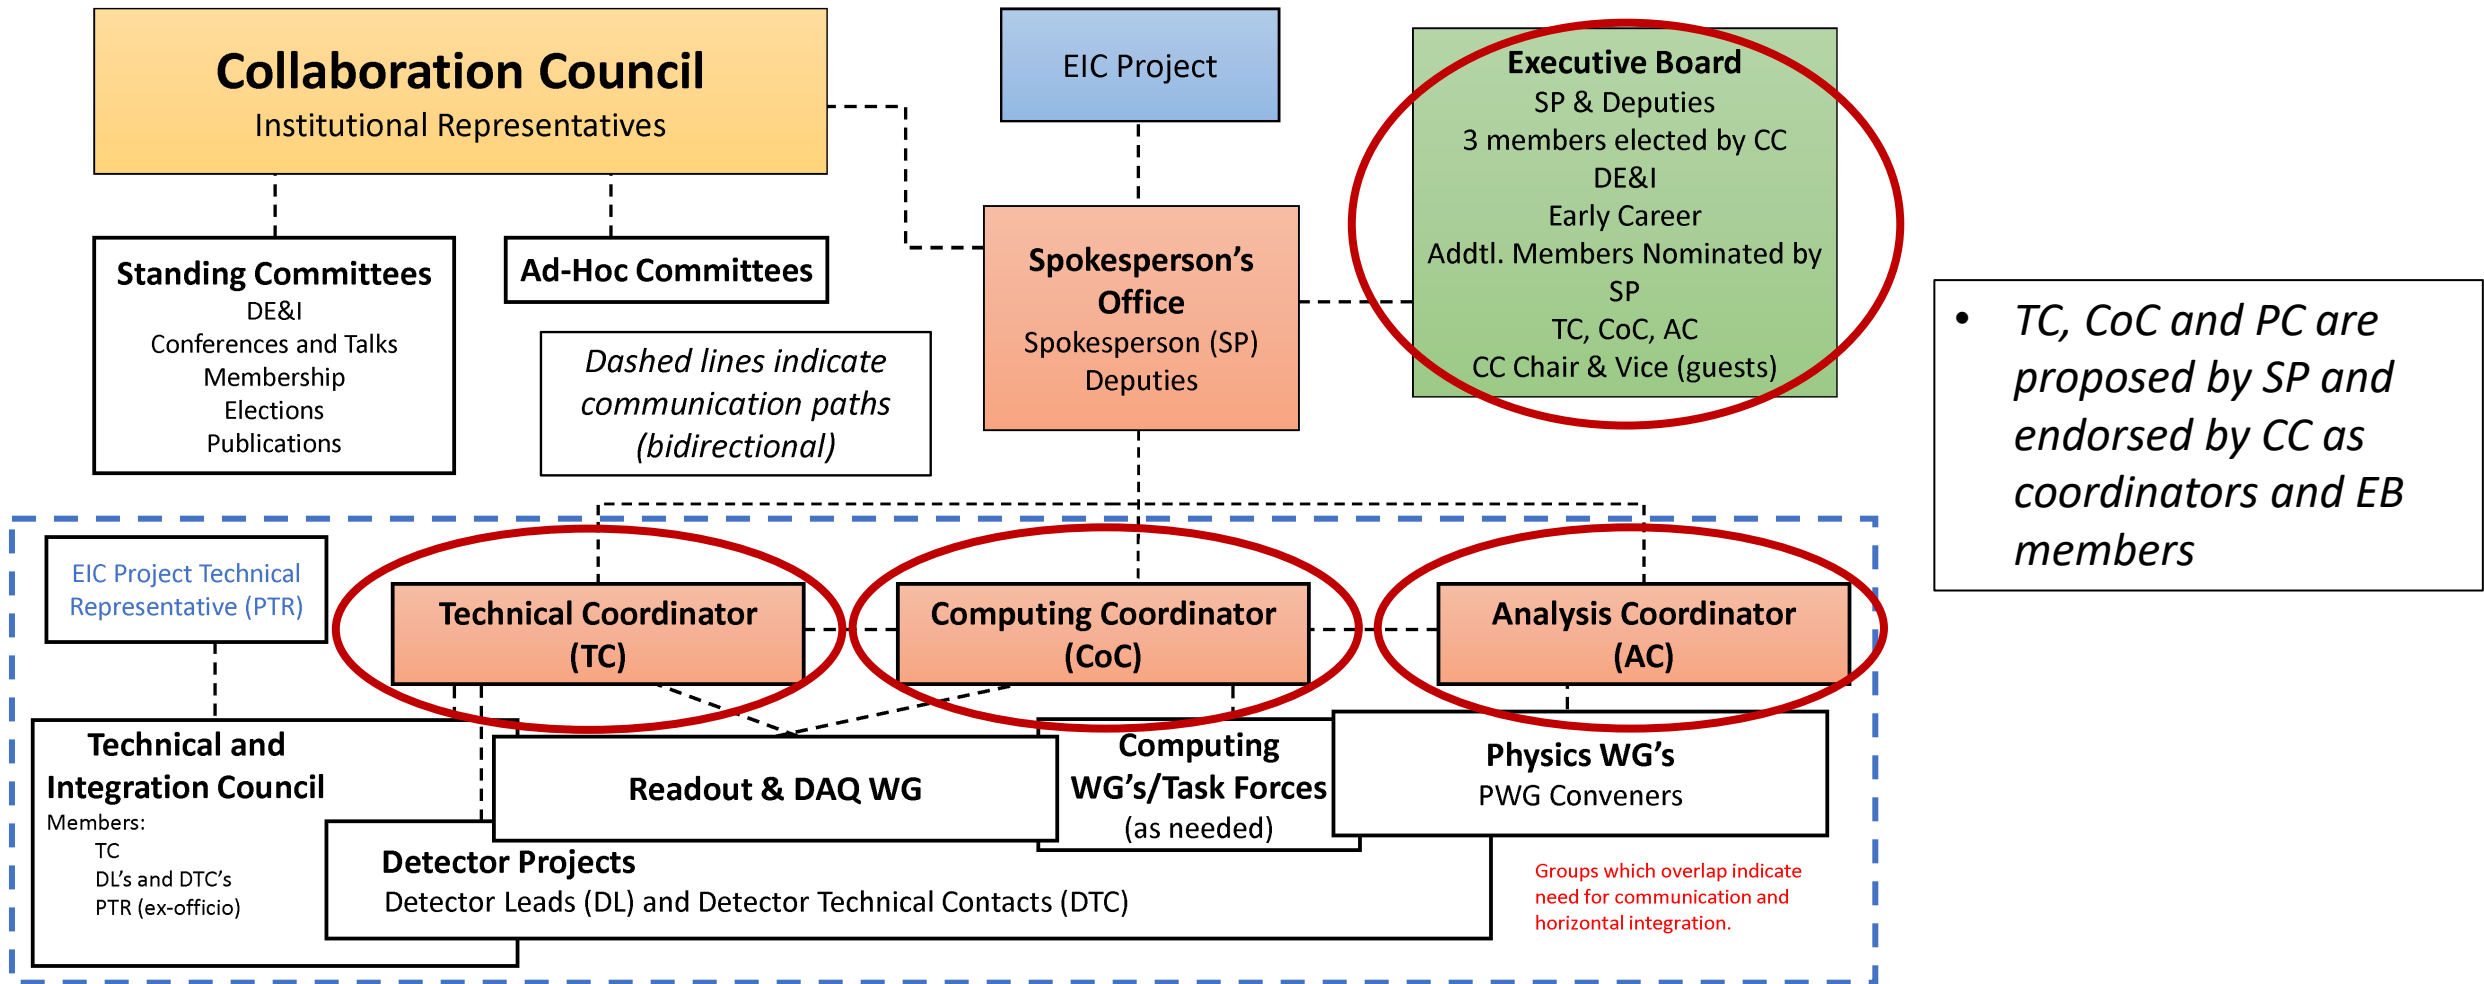 Collaboration Council
Institutional Representatives
EIC Project
Executive Board
SP & Deputies
3 members elected by CC
DE&I
Early Career
Addtl. Members Nominated by
SP
TC, CoC, AC
CC Chair & Vice (guests)
Standing Committees
DE&I
Conferences and Talks
Membership
Elections
Publications
Ad-Hoc Committees
Dashed lines indicate
communication paths
(bidirectional)
Spokesperson’s
Office
Spokesperson (SP)
Deputies
• TC, CoC and PC are
proposed by SP and
endorsed by CC as
coordinators and EB
members
EIC Project Technical
Representative (PTR)
Technical Coordinator
(TC)
Computing Coordinator
(CoC)
Analysis Coordinator
(AC)
Technical and
Integration Council
Members:
TC
DL’s and DTC’s
PTR (ex-officio)
Readout & DAQ WG
Computing
WG’s/Task Forces
(as needed)
Physics WG’s
PWG Conveners
Detector Projects
Detector Leads (DL) and Detector Technical Contacts (DTC)
Groups which overlap indicate
need for communication and
horizontal integration.